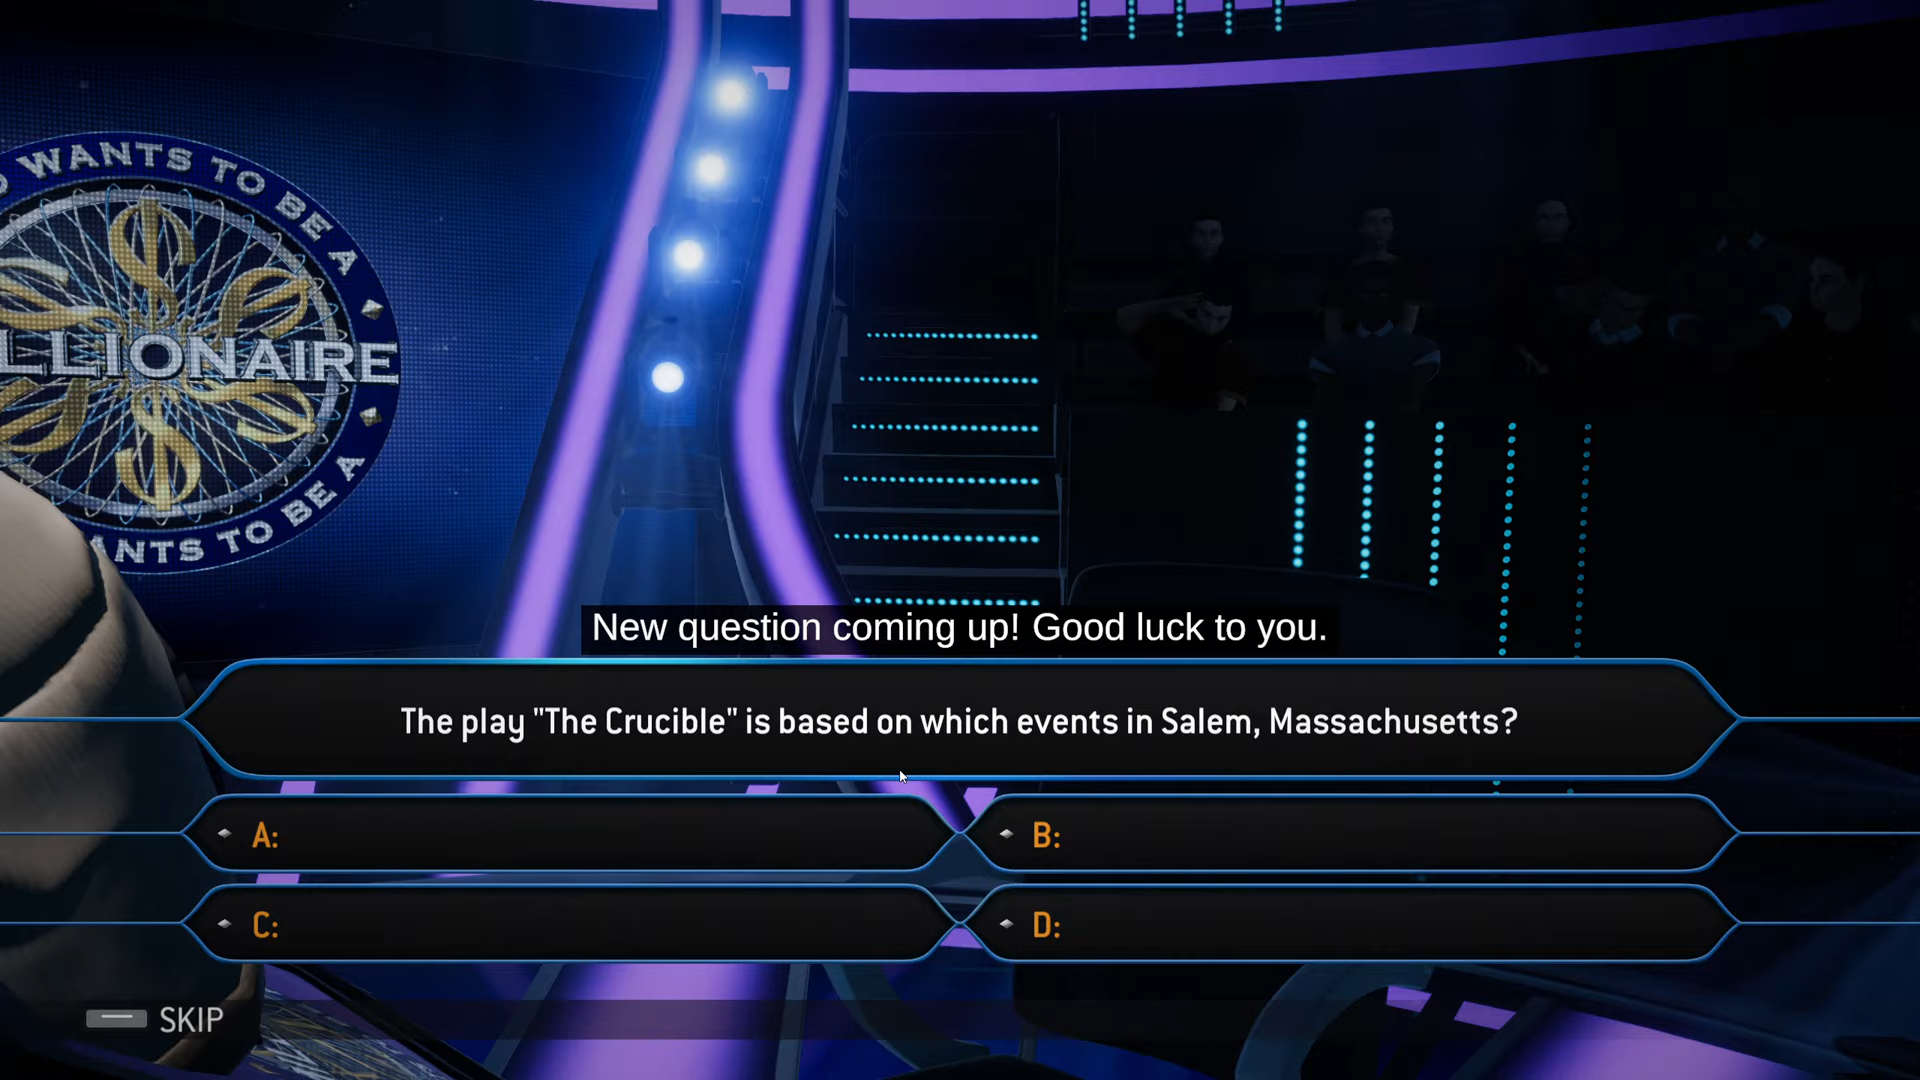 WANTS TO BE A
LLIONAIRE
ANTS TO BE A
New question coming up! Good luck to you.
The play "The Crucible" is based on which events in Salem, Massachusetts?
A:
B:
C:
D:
SKIP